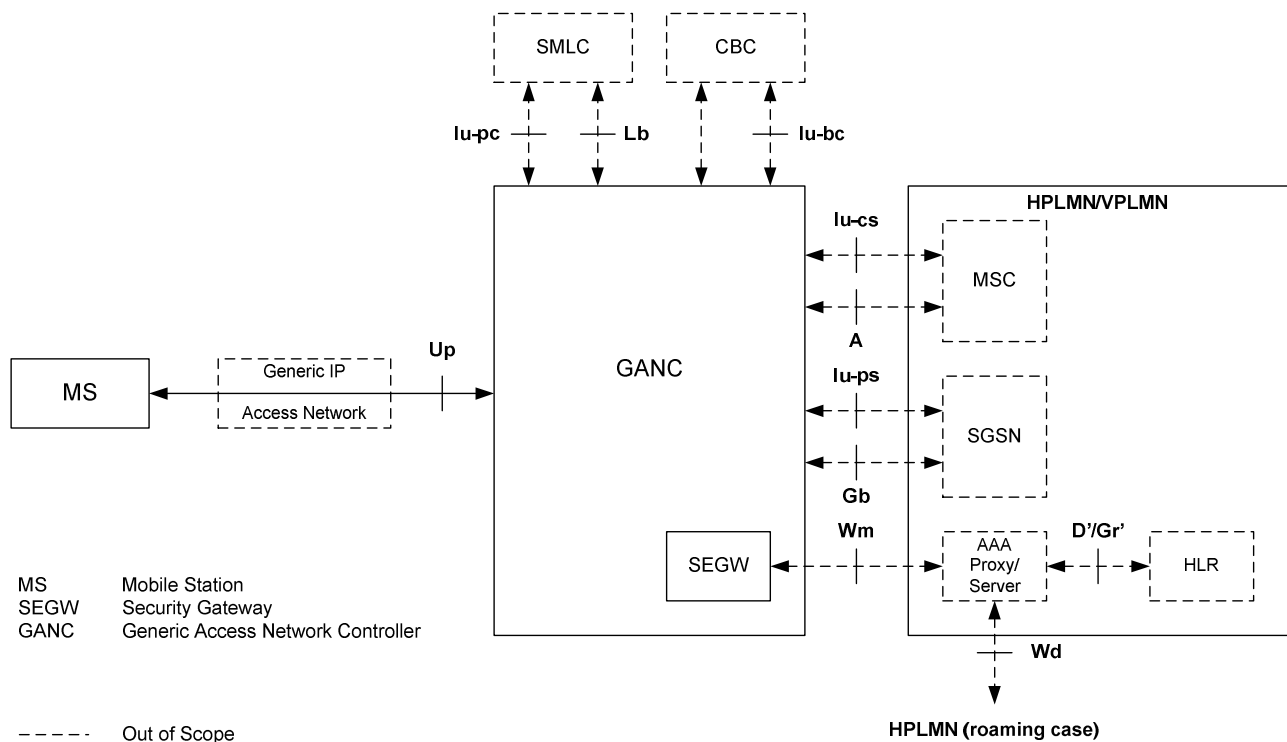 SMLC
CBC
Iu-pc
Lb
Iu-bc
HPLMN/VPLMN
Iu-cs
MSC
A
Up
GANC
MS
Generic IP
Access Network
Iu-ps
SGSN
Gb
Wm
D’/Gr’
SEGW
AAA
Proxy/
Server
HLR
MS Mobile Station
SEGW Security Gateway
GANC Generic Access Network Controller
Wd
HPLMN (roaming case)
Out of Scope